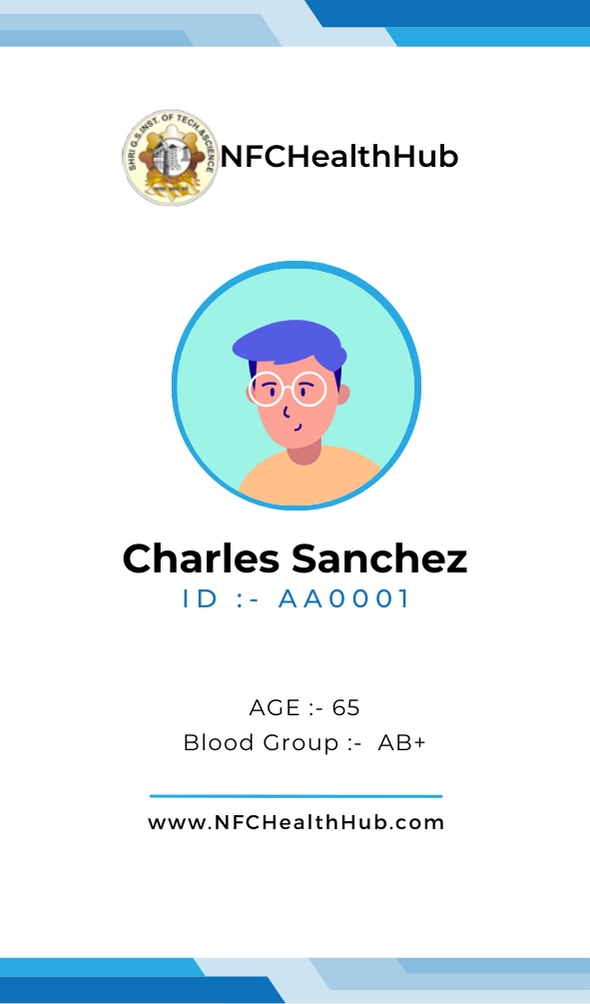 SHRI G.S.INST. OF TECH.&SCIENCE
NFCHealthHub
Charles Sanchez
ID :- AA0001
AGE :- 65
Blood Group :- AB+
www.NFCHealthHub.com